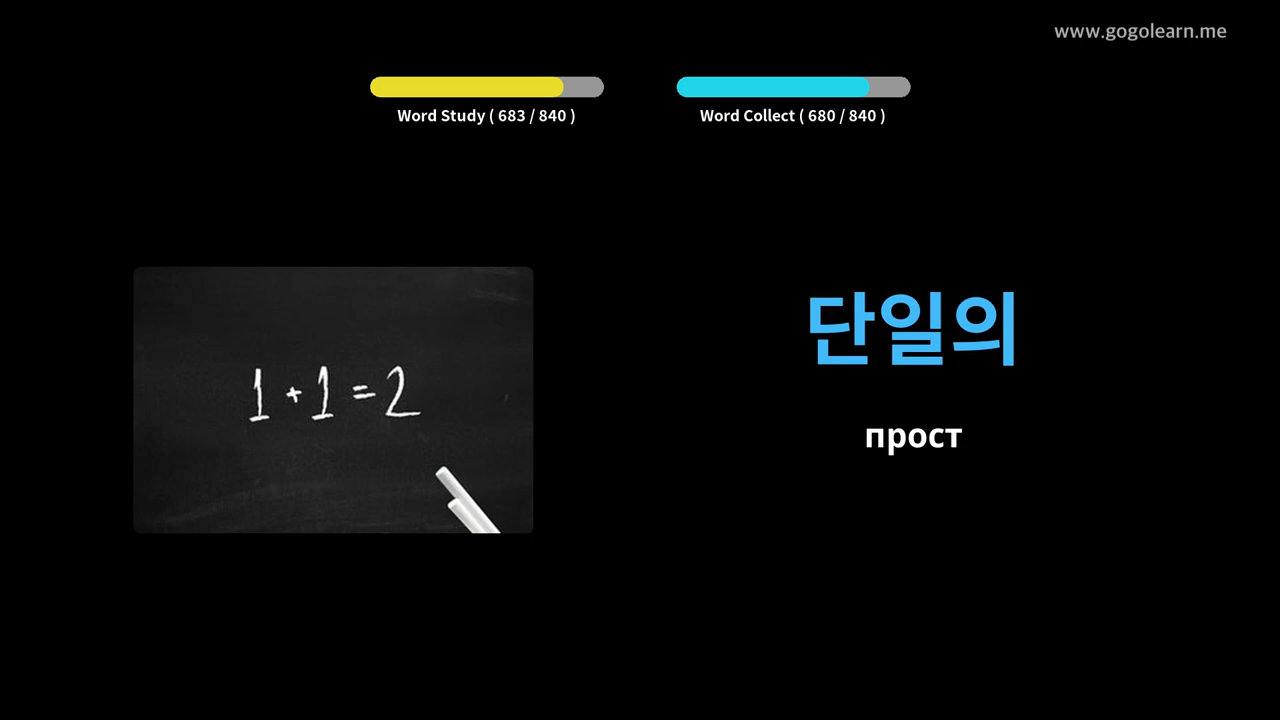 www.gogolearn.me
Word Study ( 683 / 840 )
Word Collect ( 680 / 840 )
1 + 1 = 2
단일의
прост